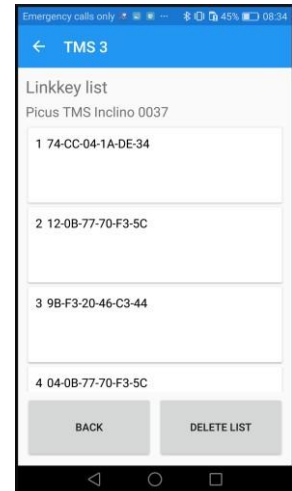 Emergency calls only ... 45% 08:34
← TMS 3
Linkkey list
Picus TMS Inclino 0037
1 74-CC-04-1A-DE-34
2 12-0B-77-70-F3-5C
3 9B-F3-20-46-C3-44
4 04-0B-77-70-F3-5C
BACK DELETE LIST